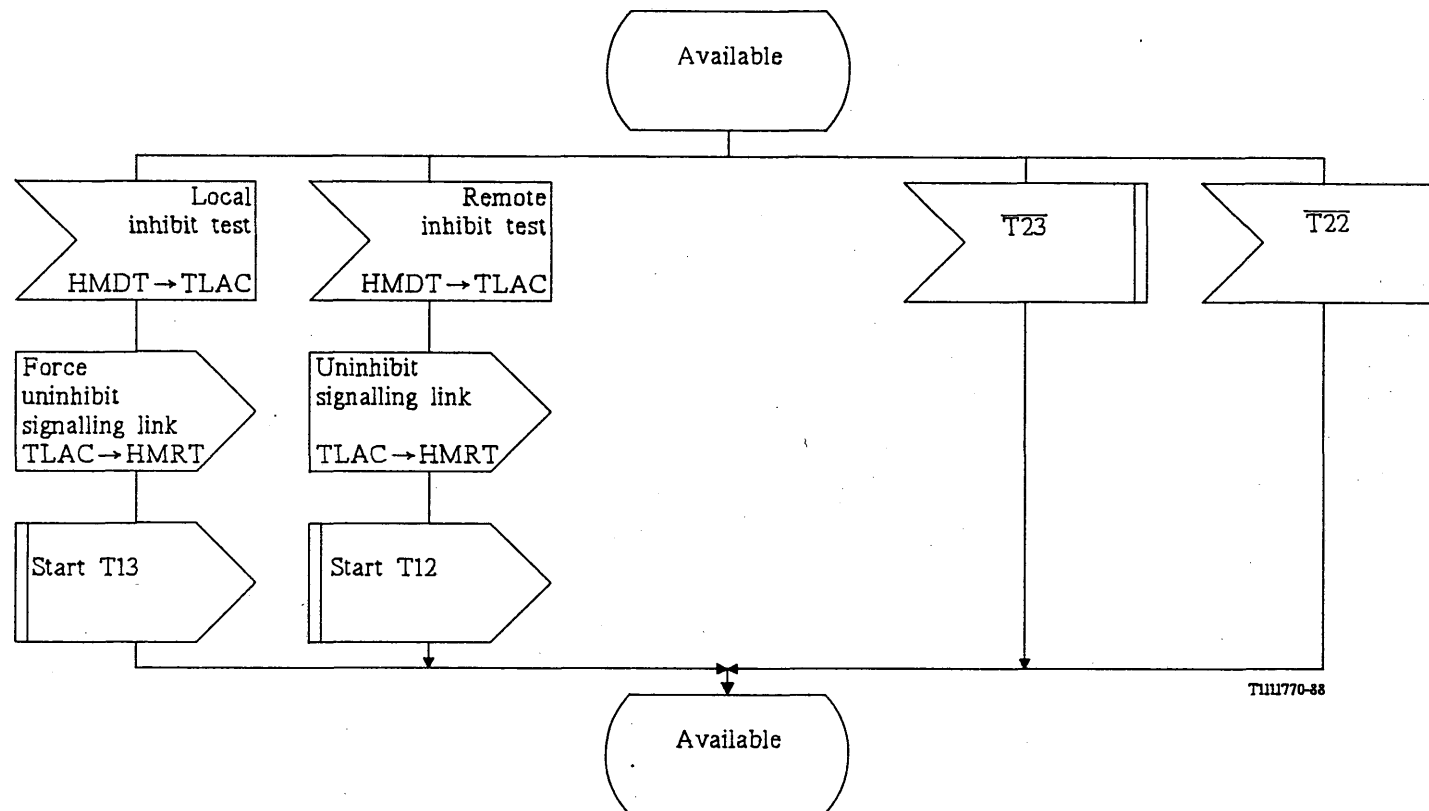 Available
Local
inhibit test
HMDT→TLAC
Remote
inhibit test
HMDT→TLAC
T23
T22
Force
uninhibit
signalling link
TLAC→HMRT
Uninhibit
signalling link
TLAC→HMRT
Start T13
Start T12
T1111770-88
Available